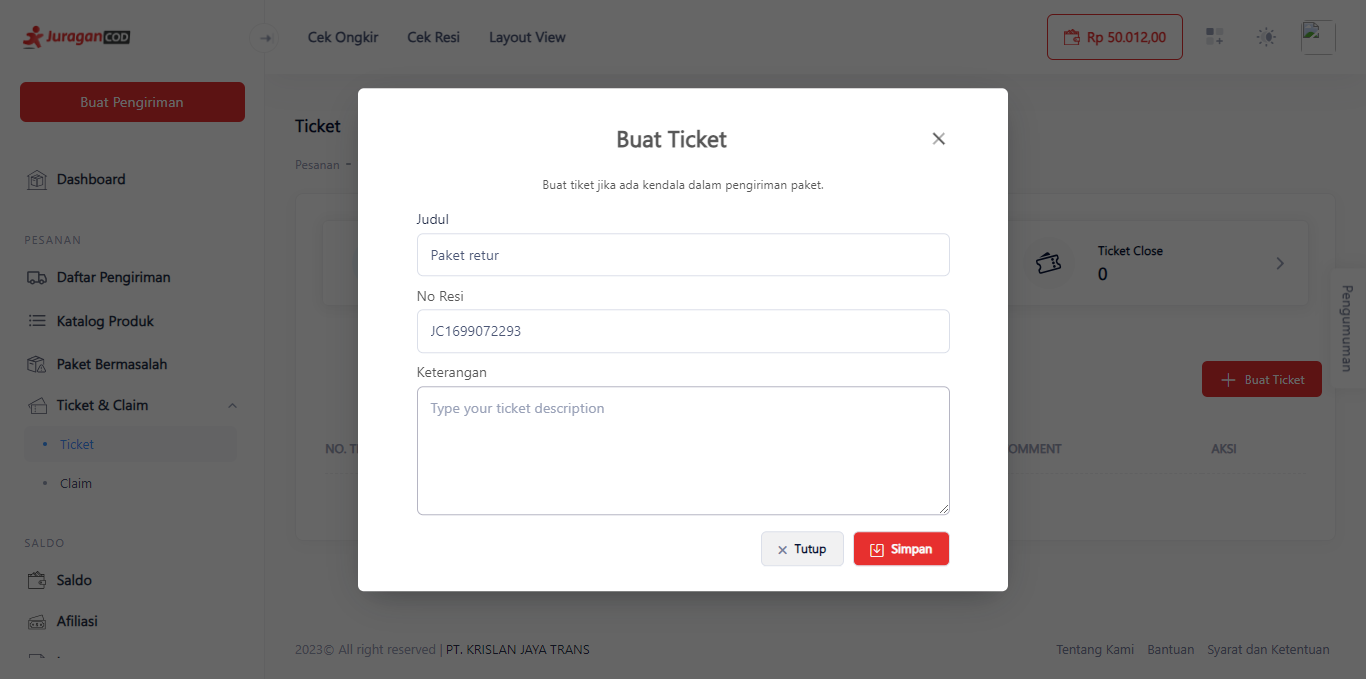 JuraganCOD
Cek Ongkir
Cek Resi
Layout View
Rp 50.012,00
Buat Pengiriman
Dashboard
PESANAN
Daftar Pengiriman
Katalog Produk
Paket Bermasalah
Ticket & Claim
Ticket
Claim
SALDO
Saldo
Afiliasi
Ticket
Pesanan -
Buat Ticket
Buat tiket jika ada kendala dalam pengiriman paket.
Judul
Paket retur
No Resi
JC1699072293
Keterangan
Type your ticket description
Tutup
Simpan
Ticket Close
0
Pengumuman
Buat Ticket
NO.
AKSI
2023© All right reserved | PT. KRISLAN JAYA TRANS
Tentang Kami
Bantuan
Syarat dan Ketentuan